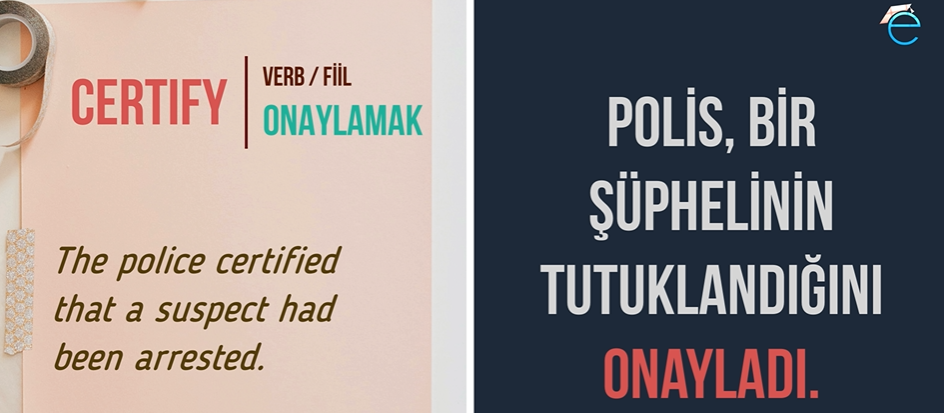 CERTIFY
VERB / FİİL
ONAYLAMAK
The police certified
that a suspect had
been arrested.
e
POLİS, BİR
ŞÜPHELİNİN
TUTUKLANDIĞINI
ONAYLADI.